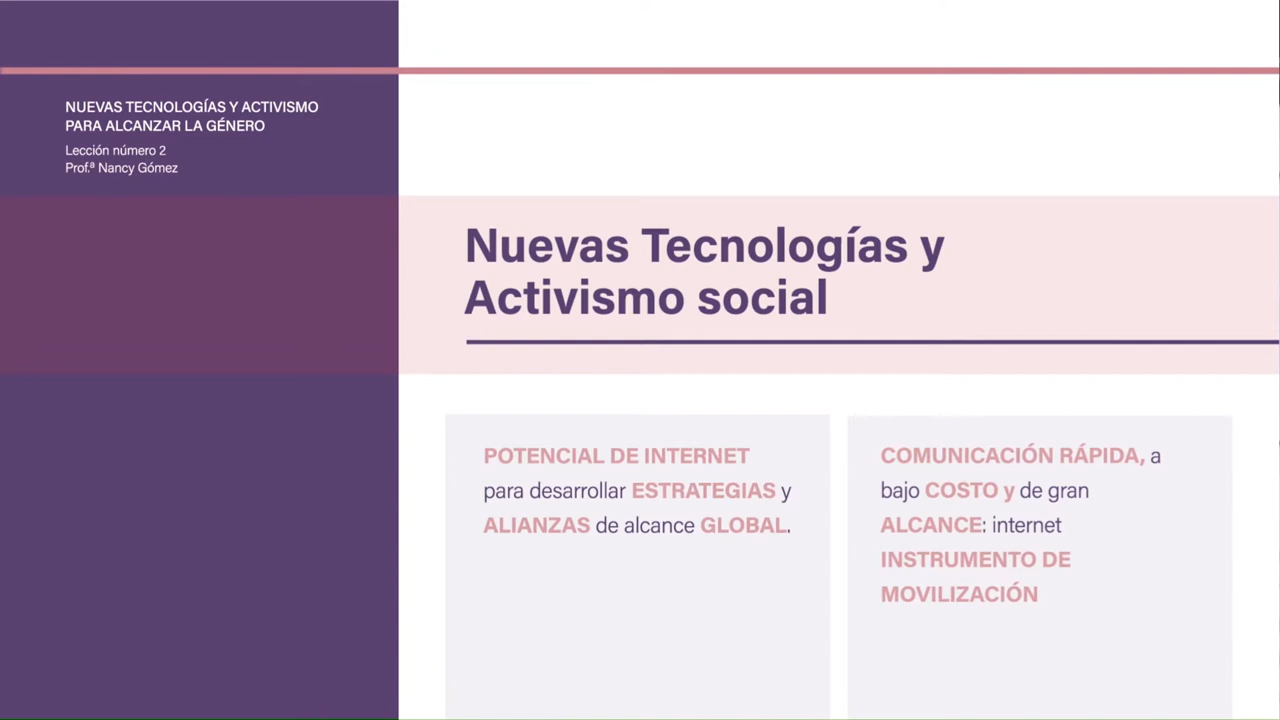 NUEVAS TECNOLOGÍAS Y ACTIVISMO
PARA ALCANZAR LA GÉNERO
Lección número 2
Prof.ª Nancy Gómez
Nuevas Tecnologías y
Activismo social
POTENCIAL DE INTERNET
para desarrollar ESTRATEGIAS y
ALIANZAS de alcance GLOBAL.
COMUNICACIÓN RÁPIDA, a
bajo COSTO y de gran
ALCANCE: internet
INSTRUMENTO DE
MOVILIZACIÓN